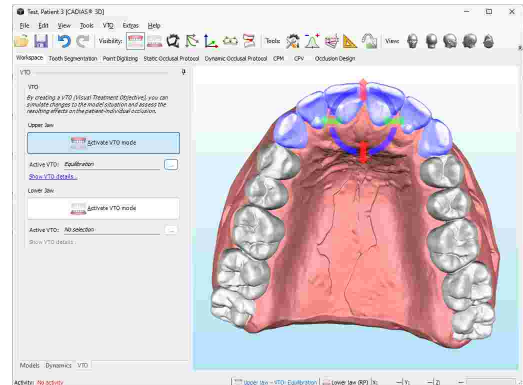 Test, Patient 3 [CADIAS® 3D]
File Edit View Tools VTO Extras Help
Visibility: Tools: View:
Workspace Tooth Segmentation Point Digitizing Static Occlusal Protocol Dynamic Occlusal Protocol CPM CPV Occlusion Design
VTO
VTO
By creating a VTO (Visual Treatment Objective), you can
simulate changes to the model situation and assess the
resulting effects on the patient-individual occlusion.
Upper Jaw
Activate VTO mode
Active VTO: Equilibration ...
Show VTO details...
Lower Jaw
Activate VTO mode
Active VTO: No selection ...
Show VTO details...
Models Dynamics VTO
Activity: No activity Upper Jaw - VTO: Equilibration Lower Jaw (RP) X: — Y: — Z: —